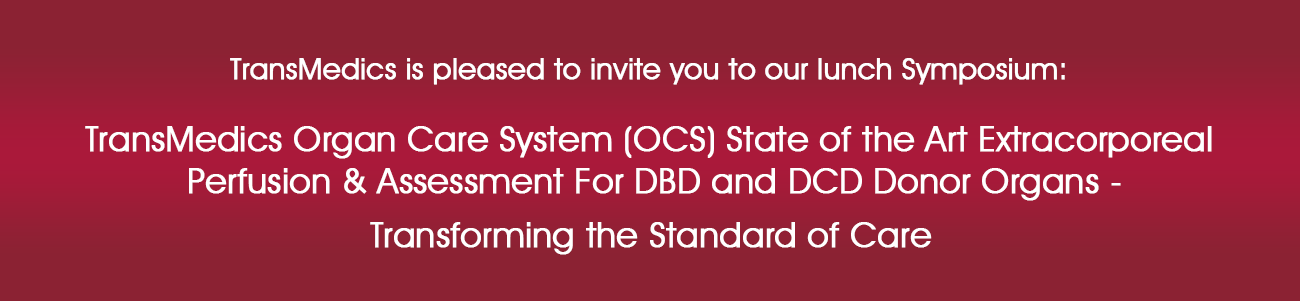 TransMedics is pleased to invite you to our lunch Symposium:
TransMedics Organ Care System (OCS) State of the Art Extracorporeal
Perfusion & Assessment For DBD and DCD Donor Organs -
Transforming the Standard of Care